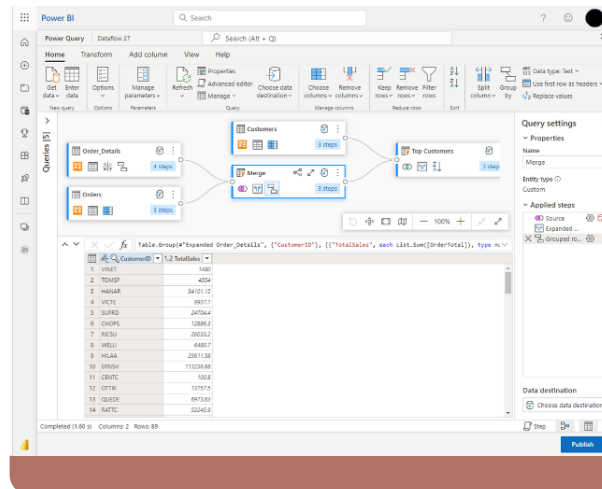 Power BI
Search
Power Query
Dataflow 27
Search (Alt + Q)
Home Transform Add column View Help
Get data
Enter data
Options
Manage parameters
Refresh
Properties
Advanced editor
Manage
Choose data destination
Choose columns
Remove columns
Keep rows
Remove rows
Filter rows
Split column
Group by
Data type: Text
Use first row as headers
Replace values
New query
Options
Parameters
Query
Manage columns
Reduce rows
Sort
Queries [5]
Order_Details
4 steps
Orders
3 steps
Customers
3 steps
Merge
3 steps
Top Customers
3 step
100%
Query settings
Properties
Name
Merge
Entity type
Custom
Applied steps
Source
Expanded ...
Grouped ro...
Table.Group(#"Expanded Order_Details", {"CustomerID"}, {{"TotalSales", each List.Sum([OrderTotal]), type nu
CustomerID 1.2 TotalSales
1 VINET 1480
2 TOMSP 4954
3 HANAR 34101.15
4 VICTE 9937.1
5 SUPRD 24704.4
6 CHOPS 12886.3
7 RICSU 20033.2
8 WELLI 6480.7
9 HILAA 23611.58
10 ERNSH 113236.68
11 CENTC 100.8
12 OTTIK 13157.5
13 QUEDE 6973.63
14 RATTC 52245.9
Data destination
Choose data destination
Completed (1.60 s) Columns: 2 Rows: 89
Step
Publish